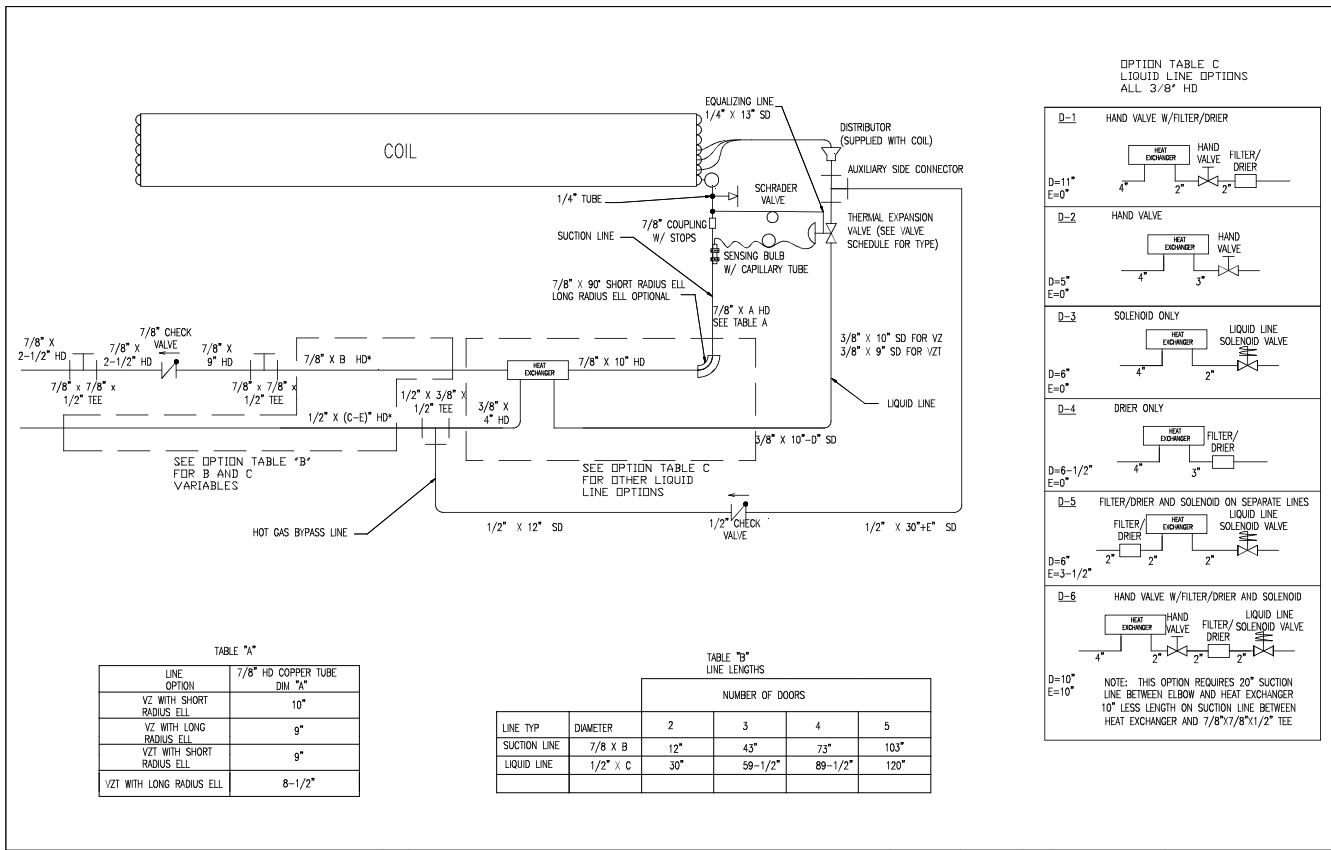 OPTION TABLE C
LIQUID LINE OPTIONS
ALL 3/8" HD
EQUALIZING LINE
1/4" X 13" SD
DISTRIBUTOR
(SUPPLIED WITH COIL)
COIL
AUXILIARY SIDE CONNECTOR
1/4" TUBE
SCHRADER
VALVE
7/8" COUPLING
W/ STOPS
THERMAL EXPANSION
VALVE (SEE VALVE
SCHEDULE FOR TYPE)
SUCTION LINE
SENSING BULB
W/ CAPILLARY TUBE
7/8" X 90° SHORT RADIUS ELL
LONG RADIUS ELL OPTIONAL
7/8" X A HD
SEE TABLE A
3/8" X 10" SD FOR VZ
3/8" X 9" SD FOR VZT
7/8" X
2-1/2" HD
7/8" X
2-1/2" HD
7/8" CHECK
VALVE
7/8" X
9" HD
7/8" X B HD*
HEAT
EXCHANGER
7/8" X 10" HD
7/8" x 7/8" x
1/2" TEE
7/8" x 7/8" x
1/2" TEE
1/2" X 3/8" X
1/2" TEE
3/8" X
4" HD
LIQUID LINE
1/2" X (C-E)" HD*
3/8" X 10"-D" SD
SEE OPTION TABLE "B"
FOR B AND C
VARIABLES
SEE OPTION TABLE C
FOR OTHER LIQUID
LINE OPTIONS
HOT GAS BYPASS LINE
1/2" X 12" SD
1/2" CHECK
VALVE
1/2" X 30"+E" SD
D-1 HAND VALVE W/FILTER/DRIER
HEAT
EXCHANGER
HAND
VALVE
FILTER/
DRIER
D=11"
E=0"
4" 2" 2"
D-2 HAND VALVE
HEAT
EXCHANGER
HAND
VALVE
4" 3"
D=5"
E=0"
D-3 SOLENOID ONLY
HEAT
EXCHANGER
LIQUID LINE
SOLENOID VALVE
4" 2"
D=6"
E=0"
D-4 DRIER ONLY
HEAT
EXCHANGER
FILTER/
DRIER
4" 3"
D=6-1/2"
E=0"
D-5 FILTER/DRIER AND SOLENOID ON SEPARATE LINES
FILTER/
DRIER
HEAT
EXCHANGER
LIQUID LINE
SOLENOID VALVE
2" 2" 2"
D=6"
E=3-1/2"
D-6 HAND VALVE W/FILTER/DRIER AND SOLENOID
HEAT
EXCHANGER
HAND
VALVE
FILTER/
DRIER
LIQUID LINE
SOLENOID VALVE
4" 2" 2" 2"
D=10"
E=10"
NOTE: THIS OPTION REQUIRES 20" SUCTION
LINE BETWEEN ELBOW AND HEAT EXCHANGER
10" LESS LENGTH ON SUCTION LINE BETWEEN
HEAT EXCHANGER AND 7/8"X7/8"X1/2" TEE
TABLE "A"
LINE
OPTION
7/8" HD COPPER TUBE
DIM "A"
VZ WITH SHORT
RADIUS ELL
10"
VZ WITH LONG
RADIUS ELL
9"
VZT WITH SHORT
RADIUS ELL
9"
VZT WITH LONG RADIUS ELL 8-1/2"
TABLE "B"
LINE LENGTHS
NUMBER OF DOORS
LINE TYP DIAMETER 2 3 4 5
SUCTION LINE 7/8 X B 12" 43" 73" 103"
LIQUID LINE 1/2" X C 30" 59-1/2" 89-1/2" 120"